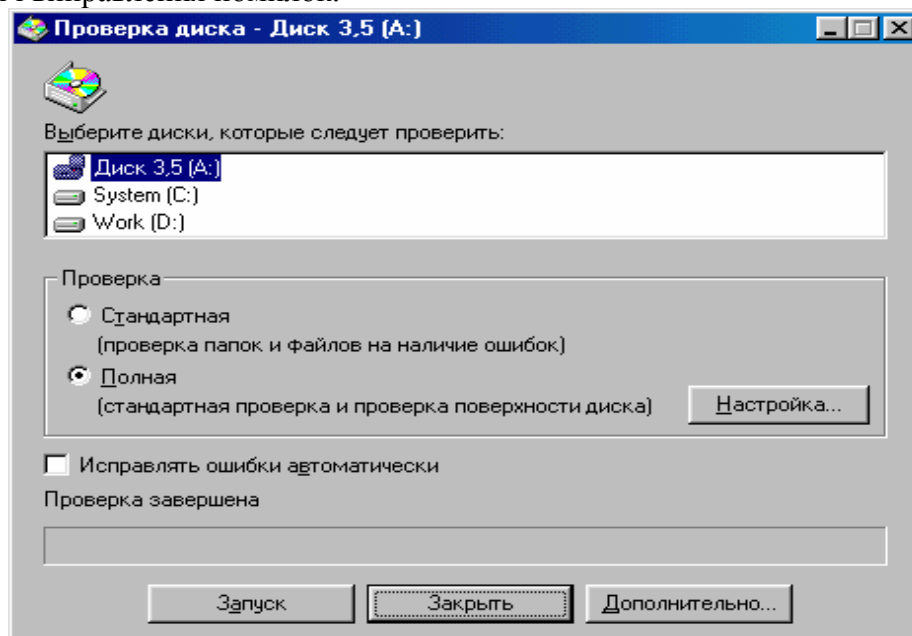 виправлення помилок.
Проверка диска - Диск 3,5 (A:)
Выберите диски, которые следует проверить:
Диск 3,5 (A:)
System (C:)
Work (D:)
Проверка
Стандартная
(проверка папок и файлов на наличие ошибок)
Полная
(стандартная проверка и проверка поверхности диска)
Настройка...
Исправлять ошибки автоматически
Проверка завершена
Запуск Закрыть Дополнительно...